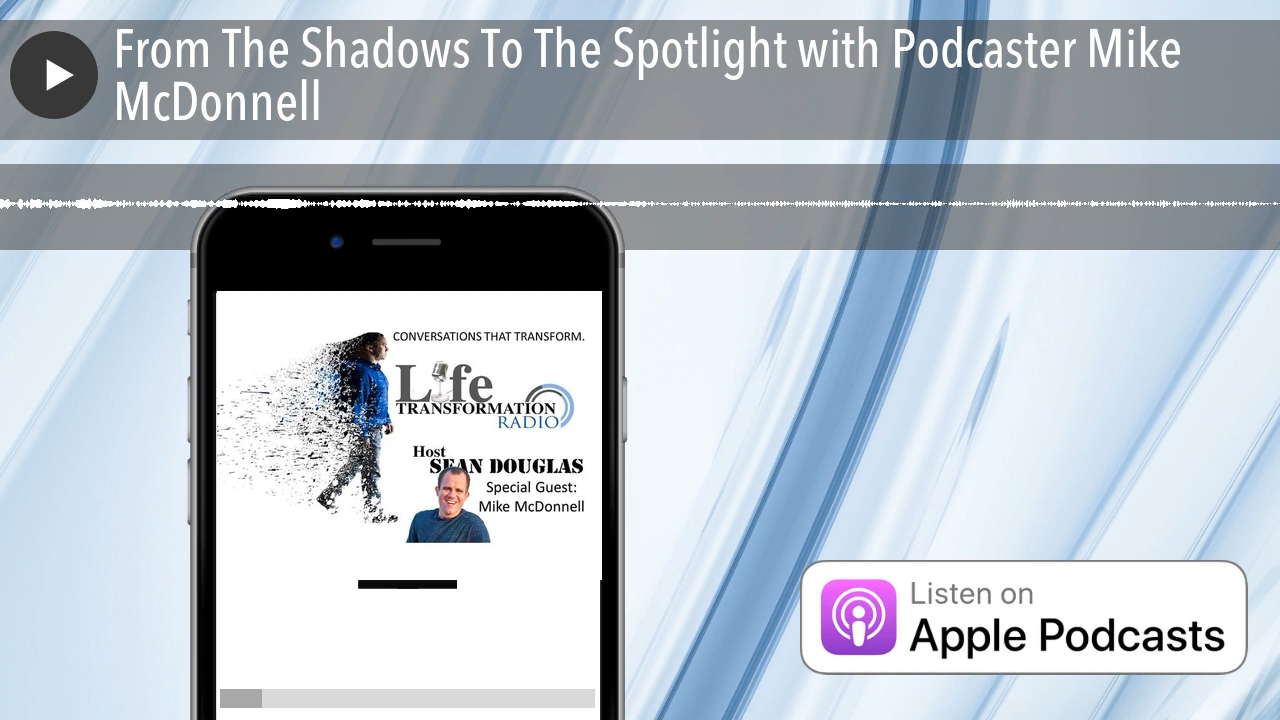 From The Shadows To The Spotlight with Podcaster Mike
McDonnell
CONVERSATIONS THAT TRANSFORM.
Life
TRANSFORMATION
RADIO
Host
SEAN DOUGLAS
Special Guest:
Mike McDonnell
Listen on
Apple Podcasts